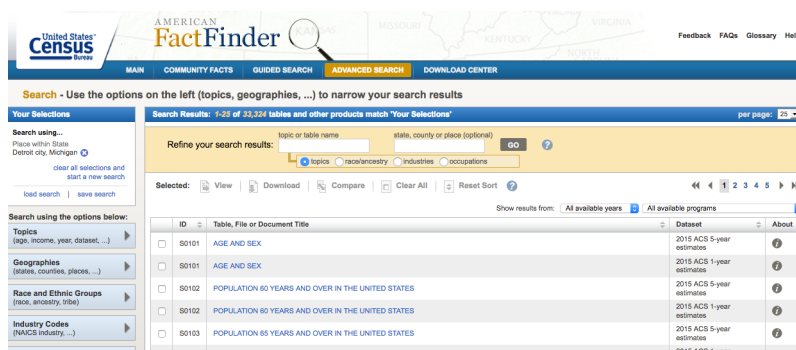 United States®
Census
Bureau
AMERICAN
FactFinder
KANSAS
MISSOURI
KENTUCKY
VIRGINIA
NORTH
Feedback FAQs Glossary Hel
MAIN COMMUNITY FACTS GUIDED SEARCH ADVANCED SEARCH DOWNLOAD CENTER
Search - Use the options on the left (topics, geographies, ...) to narrow your search results
Your Selections
Search using...
Place within State
Detroit city, Michigan
clear all selections and
start a new search
load search | save search
Search using the options below:
Topics
(age, income, year, dataset, ...)
Geographies
(states, counties, places, ...)
Race and Ethnic Groups
(race, ancestry, tribe)
Industry Codes
(NAICS industry, ...)
Search Results: 1-25 of 33,324 tables and other products match 'Your Selections'
per page: 25
Refine your search results:
topic or table name
state, county or place (optional)
GO
topics race/ancestry industries occupations
Selected: View | Download | Compare | Clear All | Reset Sort
1 2 3 4 5
Show results from: All available years All available programs
ID Table, File or Document Title Dataset About
S0101 AGE AND SEX 2015 ACS 5-year estimates
S0101 AGE AND SEX 2015 ACS 1-year estimates
S0102 POPULATION 60 YEARS AND OVER IN THE UNITED STATES 2015 ACS 5-year estimates
S0102 POPULATION 60 YEARS AND OVER IN THE UNITED STATES 2015 ACS 1-year estimates
S0103 POPULATION 65 YEARS AND OVER IN THE UNITED STATES 2015 ACS 5-year estimates